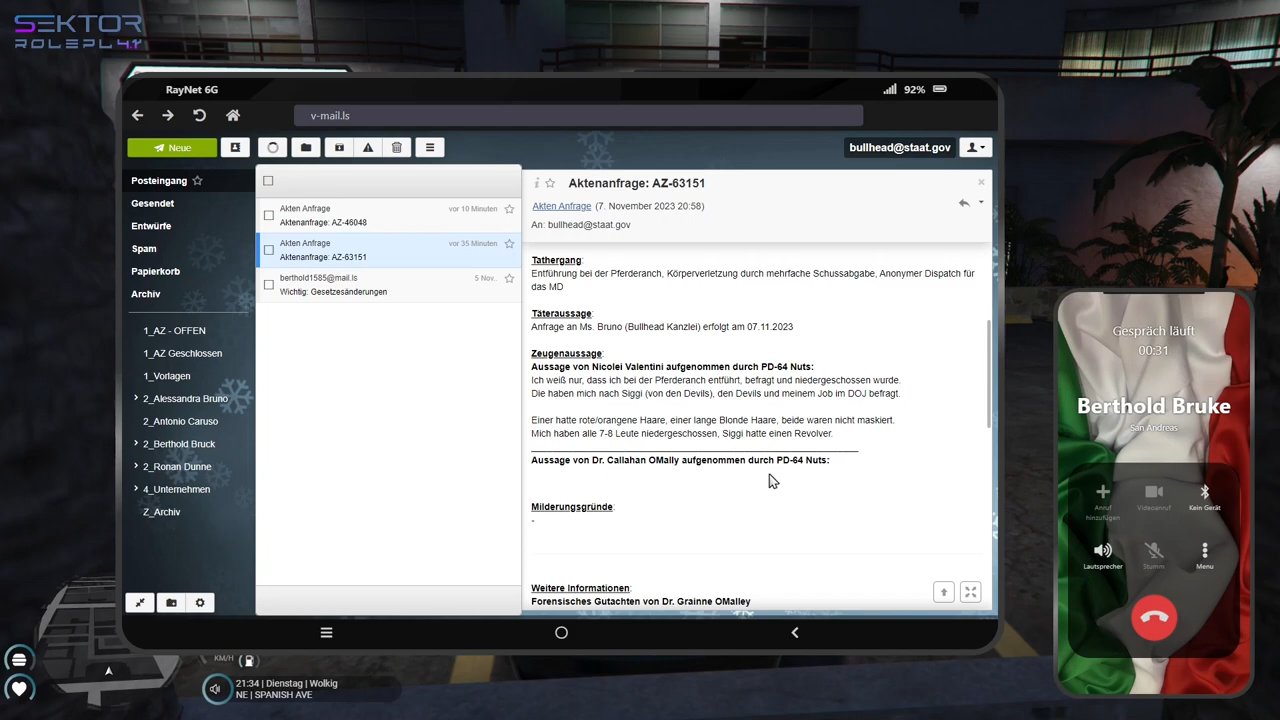 SEKTOR
ROLEPL4Y
RayNet 6G
92%
v-mail.ls
Neue
bullhead@staat.gov
Posteingang
Gesendet
Entwürfe
Spam
Papierkorb
Archiv
1_AZ - OFFEN
1_AZ Geschlossen
1_Vorlagen
2_Alessandra Bruno
2_Antonio Caruso
2_Berthold Bruck
2_Ronan Dunne
4_Unternehmen
Z_Archiv
Akten Anfrage vor 10 Minuten
Aktenanfrage: AZ-46048
Akten Anfrage vor 35 Minuten
Aktenanfrage: AZ-63151
berthold1585@mail.ls 5 Nov..
Wichtig: Gesetzesänderungen
Aktenanfrage: AZ-63151
Akten Anfrage (7. November 2023 20:58)
An: bullhead@staat.gov
Tathergang:
Entführung bei der Pferderanch, Körperverletzung durch mehrfache Schussabgabe, Anonymer Dispatch für
das MD
Täteraussage:
Anfrage an Ms. Bruno (Bullhead Kanzlei) erfolgt am 07.11.2023
Zeugenaussage:
Aussage von Nicolei Valentini aufgenommen durch PD-64 Nuts:
Ich weiß nur, dass ich bei der Pferderanch entführt, befragt und niedergeschossen wurde.
Die haben mich nach Siggi (von den Devils), den Devils und meinem Job im DOJ befragt.
Einer hatte rote/orangene Haare, einer lange Blonde Haare, beide waren nicht maskiert.
Mich haben alle 7-8 Leute niedergeschossen, Siggi hatte einen Revolver.
Aussage von Dr. Callahan OMally aufgenommen durch PD-64 Nuts:
Milderungsgründe:
-
Weitere Informationen:
Forensisches Gutachten von Dr. Grainne OMalley
Gespräch läuft
00:31
Berthold Bruke
San Andreas
Anruf
hinzufügen
Videoanruf
Kein Gerät
Lautsprecher
Stumm
Menu
KM/H
21:34 | Dienstag | Wolkig
NE | SPANISH AVE